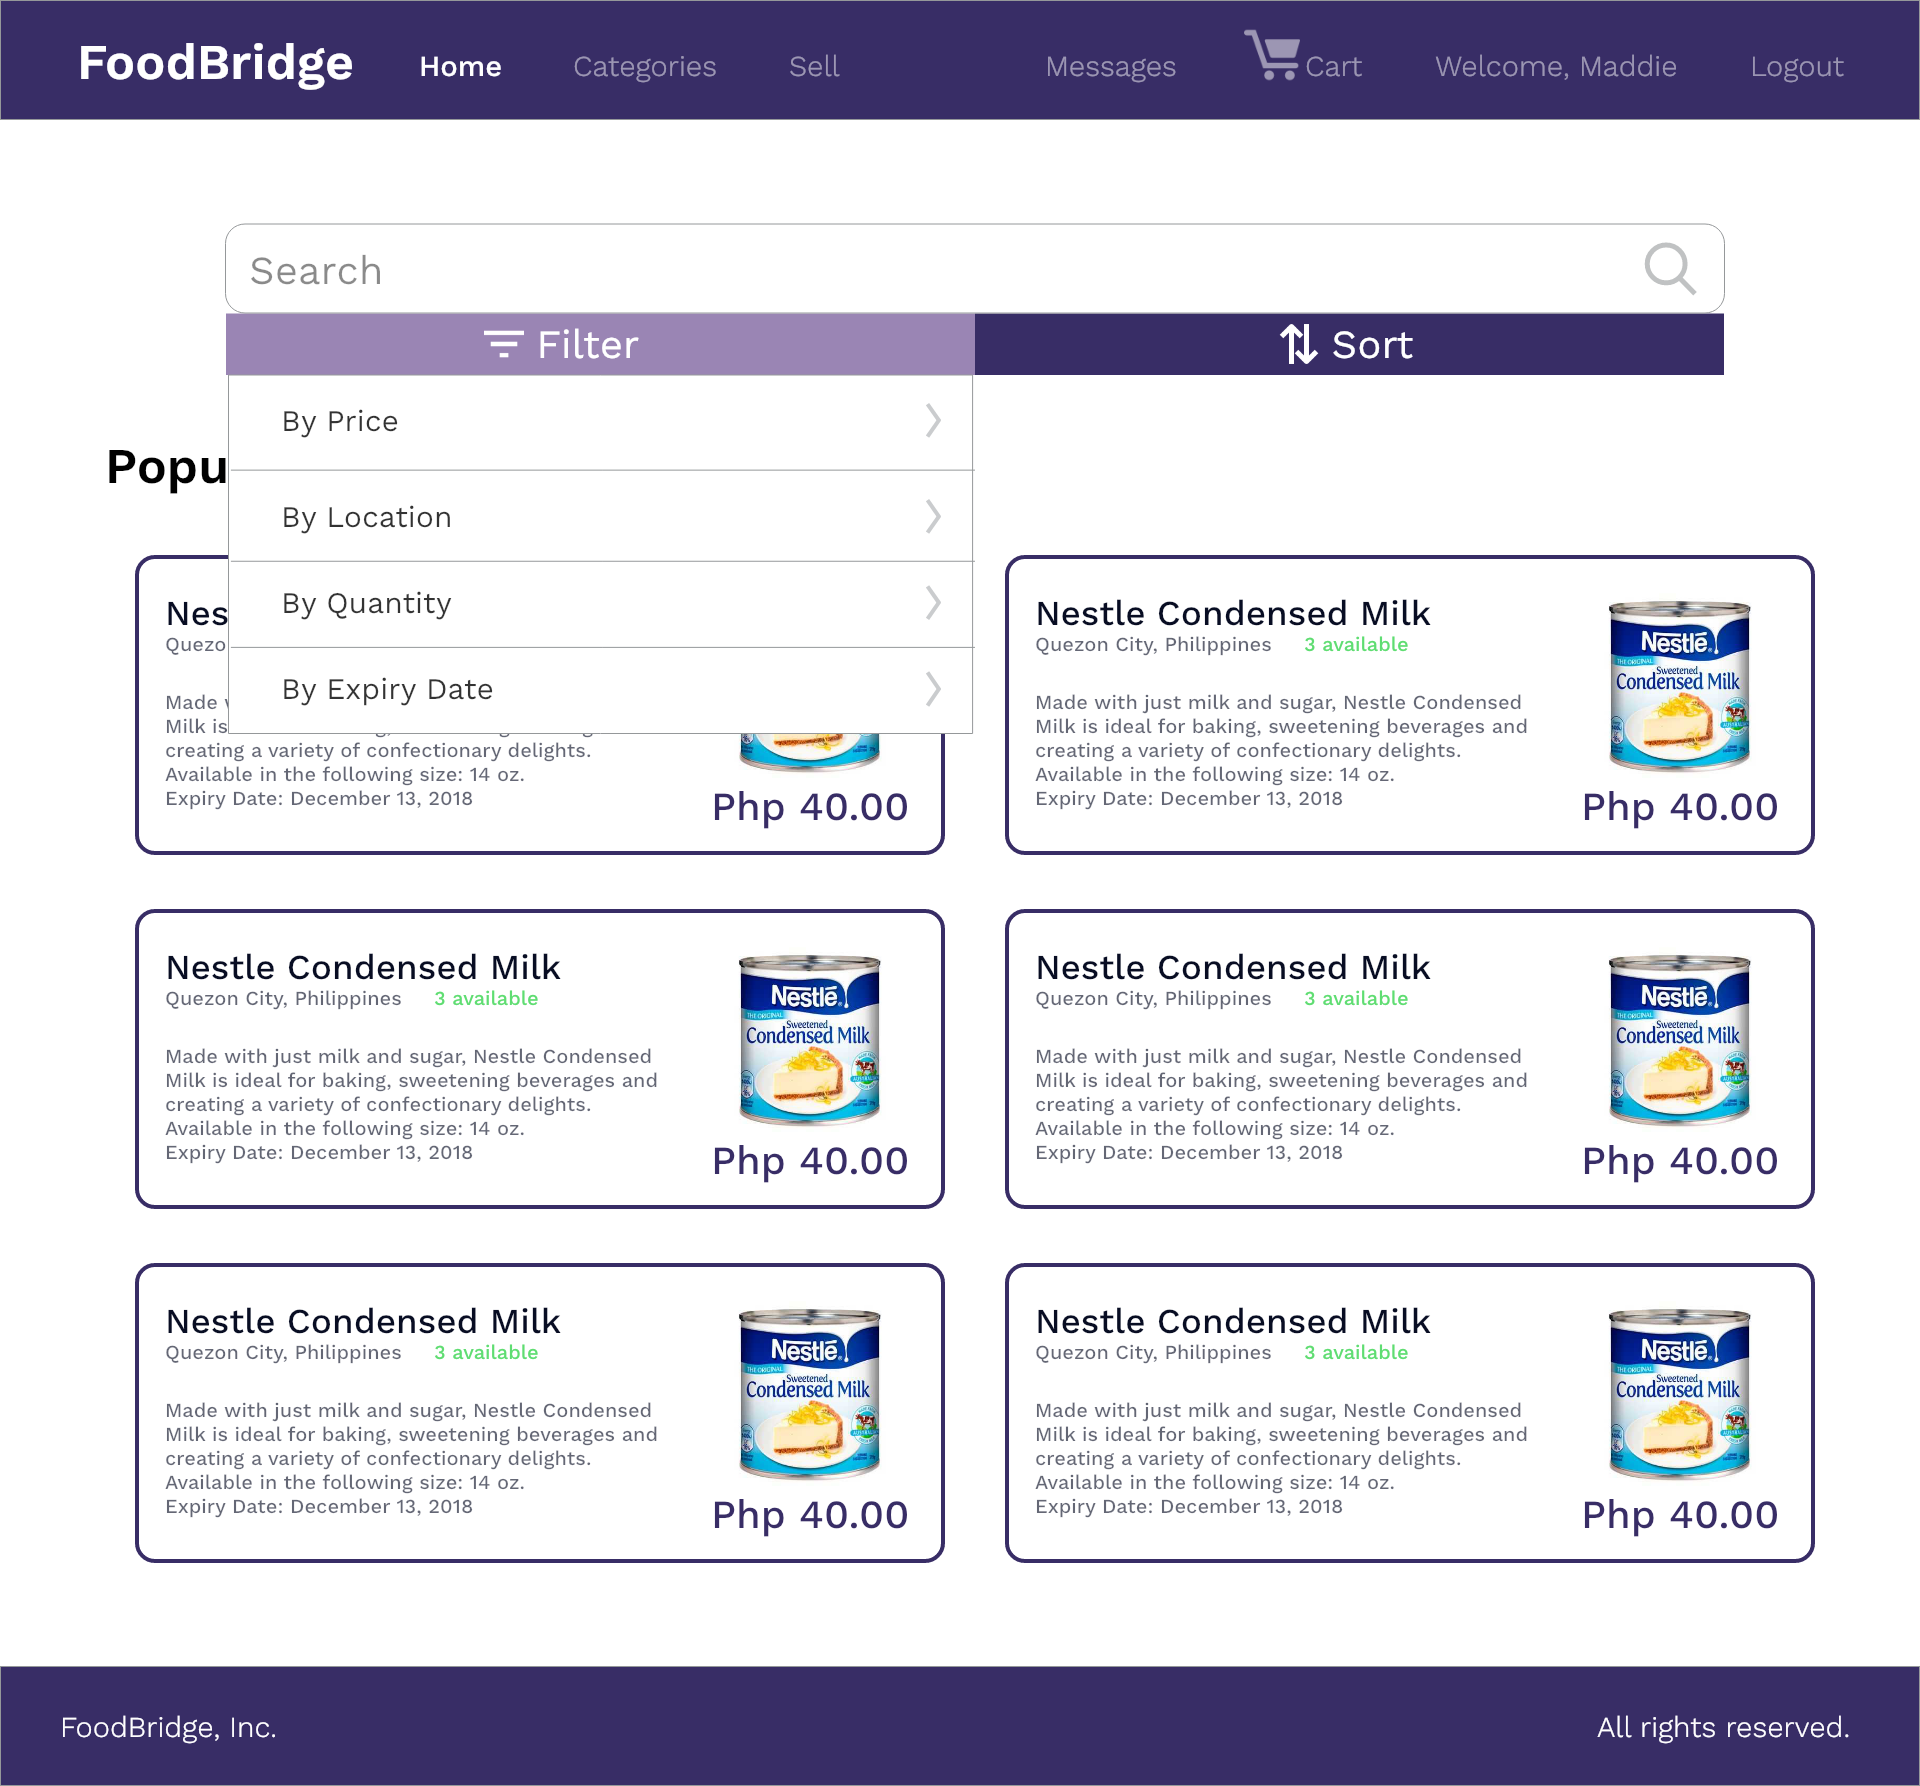 FoodBridge Home Categories Sell Messages Cart Welcome, Maddie Logout
Search
Filter Sort
By Price
Popu
By Location
By Quantity
By Expiry Date
Nes
Quezo
Made
Milk is
creating a variety of confectionary delights.
Available in the following size: 14 oz.
Expiry Date: December 13, 2018
Php 40.00
Nestle Condensed Milk
Quezon City, Philippines 3 available
Made with just milk and sugar, Nestle Condensed
Milk is ideal for baking, sweetening beverages and
creating a variety of confectionary delights.
Available in the following size: 14 oz.
Expiry Date: December 13, 2018
Nestlé
THE ORIGINAL
Sweetened
Condensed Milk
Php 40.00
Nestle Condensed Milk
Quezon City, Philippines 3 available
Made with just milk and sugar, Nestle Condensed
Milk is ideal for baking, sweetening beverages and
creating a variety of confectionary delights.
Available in the following size: 14 oz.
Expiry Date: December 13, 2018
Nestlé
THE ORIGINAL
Sweetened
Condensed Milk
Php 40.00
Nestle Condensed Milk
Quezon City, Philippines 3 available
Made with just milk and sugar, Nestle Condensed
Milk is ideal for baking, sweetening beverages and
creating a variety of confectionary delights.
Available in the following size: 14 oz.
Expiry Date: December 13, 2018
Nestlé
THE ORIGINAL
Sweetened
Condensed Milk
Php 40.00
Nestle Condensed Milk
Quezon City, Philippines 3 available
Made with just milk and sugar, Nestle Condensed
Milk is ideal for baking, sweetening beverages and
creating a variety of confectionary delights.
Available in the following size: 14 oz.
Expiry Date: December 13, 2018
Nestlé
THE ORIGINAL
Sweetened
Condensed Milk
Php 40.00
Nestle Condensed Milk
Quezon City, Philippines 3 available
Made with just milk and sugar, Nestle Condensed
Milk is ideal for baking, sweetening beverages and
creating a variety of confectionary delights.
Available in the following size: 14 oz.
Expiry Date: December 13, 2018
Nestlé
THE ORIGINAL
Sweetened
Condensed Milk
Php 40.00
FoodBridge, Inc. All rights reserved.